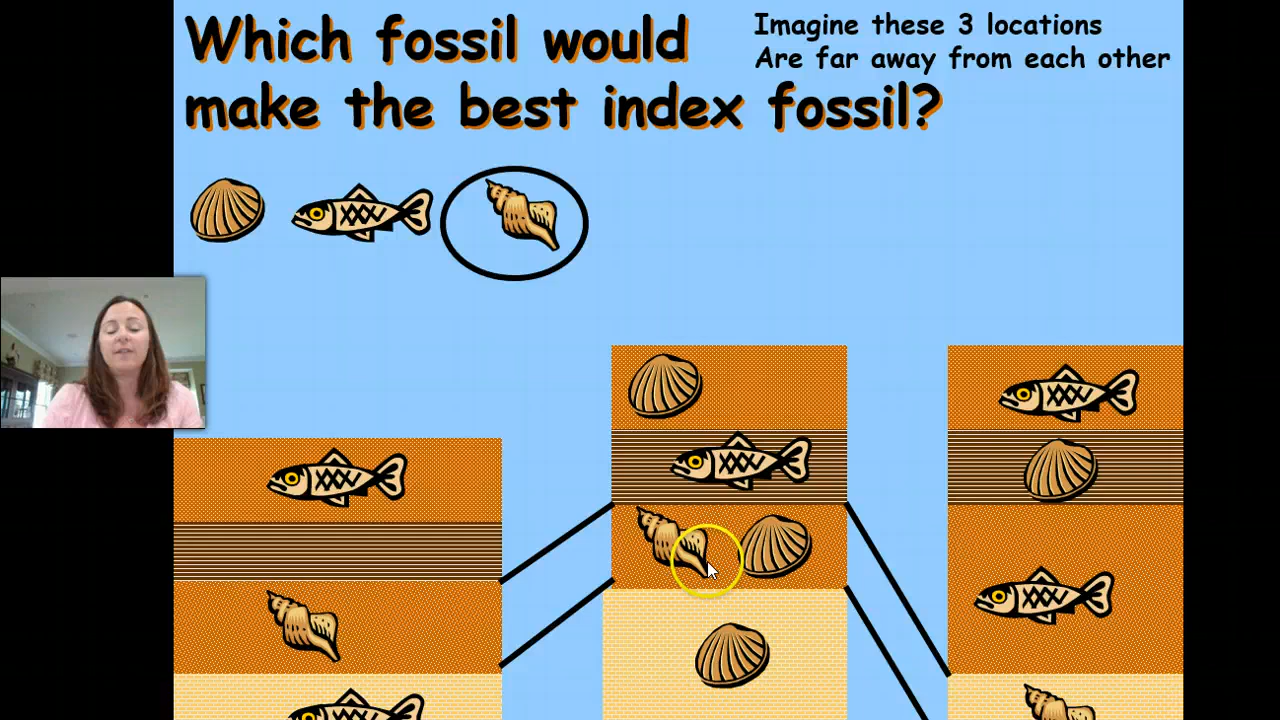 Which fossil would
make the best index fossil?
Imagine these 3 locations
Are far away from each other